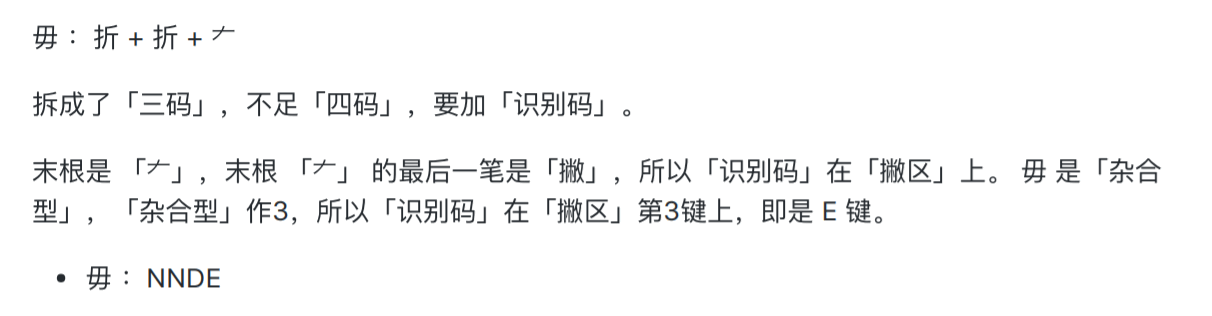 毋： 折 + 折 + 𠂇
拆成了「三码」，不足「四码」，要加「识别码」。
末根是 「𠂇」，末根 「𠂇」 的最后一笔是「撇」，所以「识别码」在「撇区」上。 毋 是「杂合
型」， 「杂合型」作3，所以「识别码」在「撇区」第3键上，即是 E 键。
• 毋： NNDE